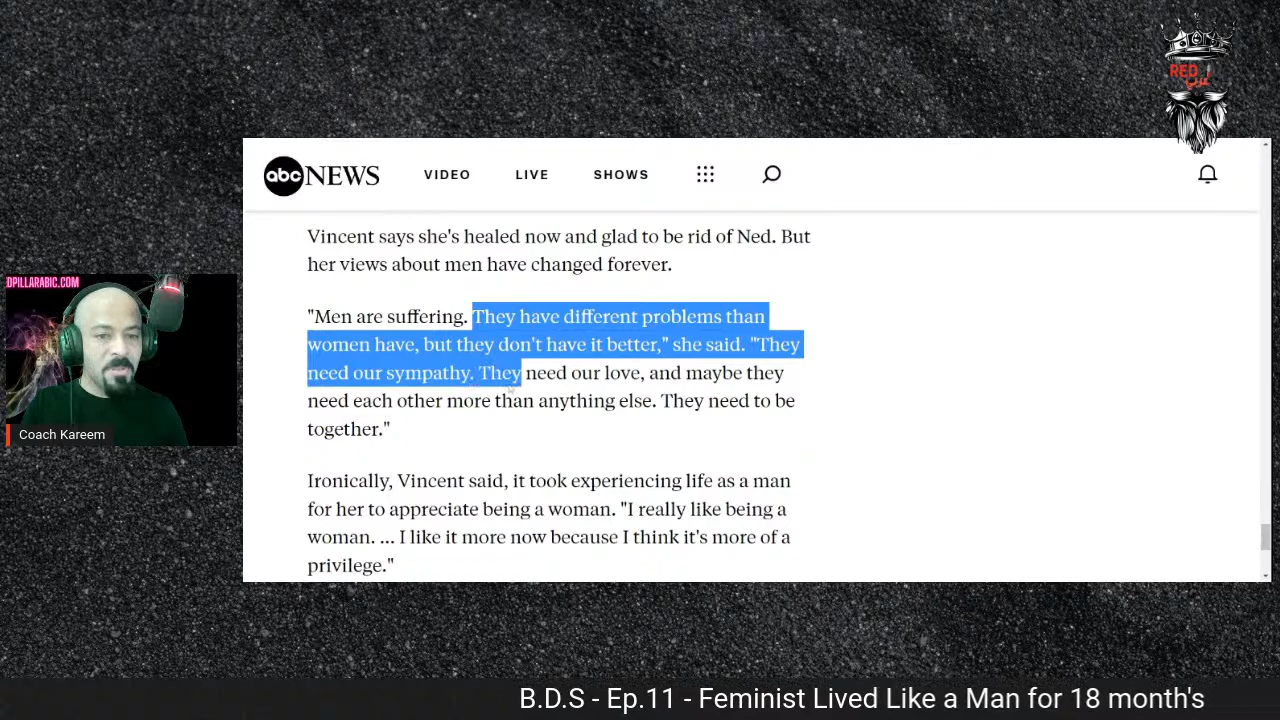 RED
abc NEWS
VIDEO
LIVE
SHOWS
Vincent says she's healed now and glad to be rid of Ned. But
her views about men have changed forever.
"Men are suffering. They have different problems than
women have, but they don't have it better," she said. "They
need our sympathy. They need our love, and maybe they
need each other more than anything else. They need to be
together."
Ironically, Vincent said, it took experiencing life as a man
for her to appreciate being a woman. "I really like being a
woman. ... I like it more now because I think it's more of a
privilege."
DPILLARABIC.COM
Coach Kareem
B.D.S - Ep.11 - Feminist Lived Like a Man for 18 month's